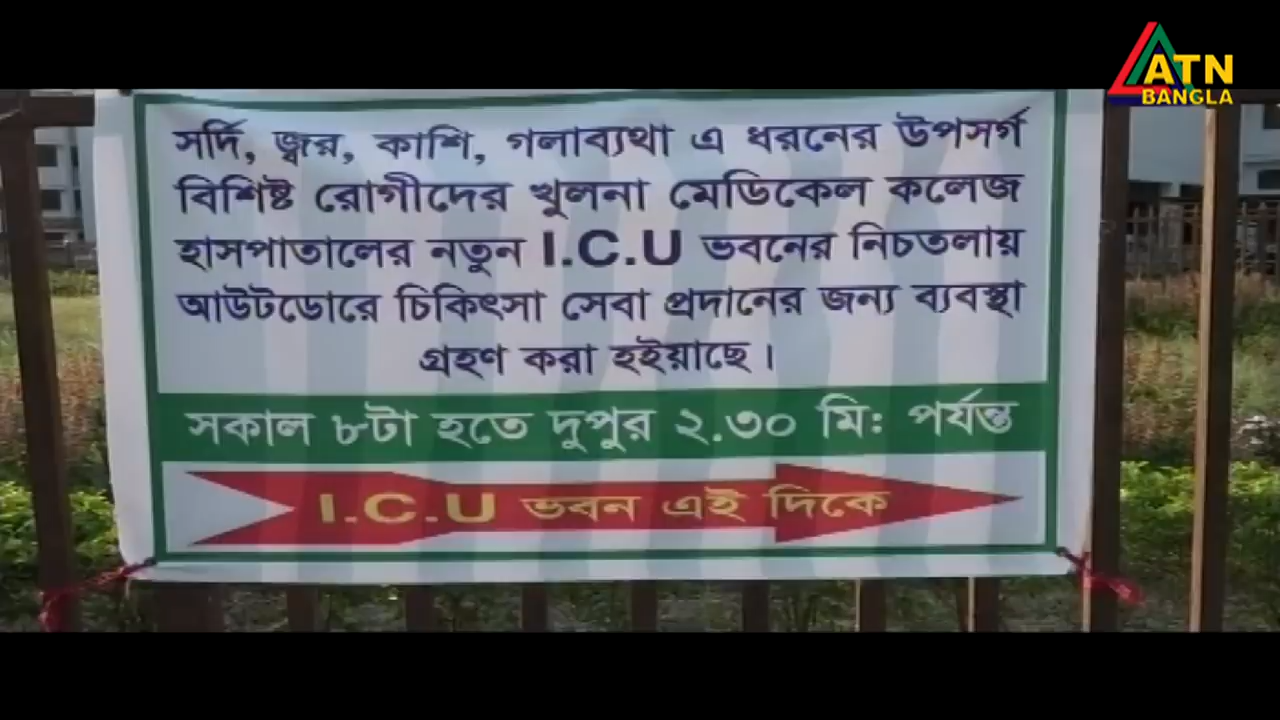 ATN
BANGLA
সর্দি, জ্বর, কাশি, গলাব্যথা এ ধরনের উপসর্গ
বিশিষ্ট রোগীদের খুলনা মেডিকেল কলেজ
হাসপাতালের নতুন I.C.U ভবনের নিচতলায়
আউটডোরে চিকিৎসা সেবা প্রদানের জন্য ব্যবস্থা
গ্রহণ করা হইয়াছে।
সকাল ৮টা হতে দুপুর ২.৩০ মি: পর্যন্ত
I.C.U ভবন এই দিকে